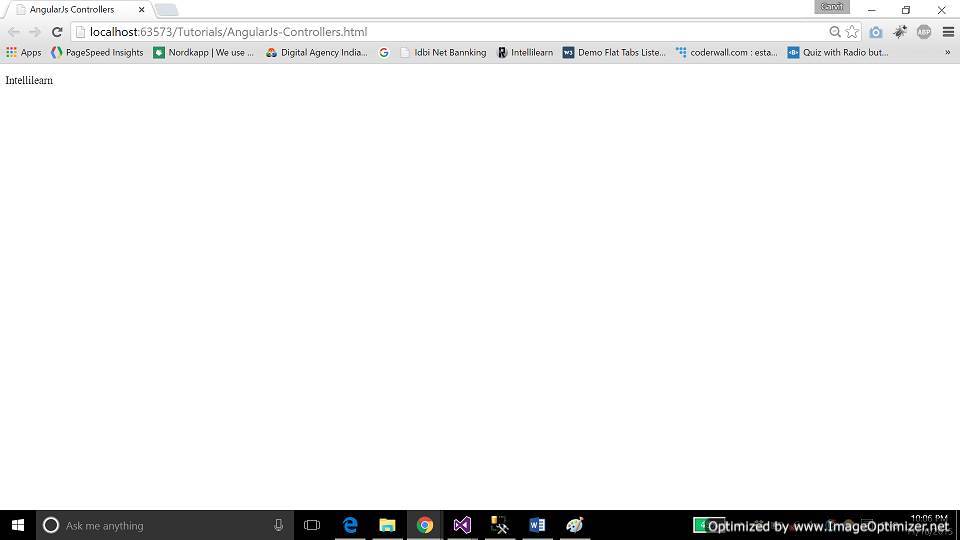 AngularJs Controllers
Garvit
localhost:63573/Tutorials/AngularJs-Controllers.html
Apps PageSpeed Insights Nordkapp | We use ... Digital Agency India... Idbi Net Bannking Intellilearn W3 Demo Flat Tabs Liste... coderwall.com : esta... Quiz with Radio but... »
Intellilearn
Ask me anything
10:06 PM
Optimized by www.ImageOptimizer.net